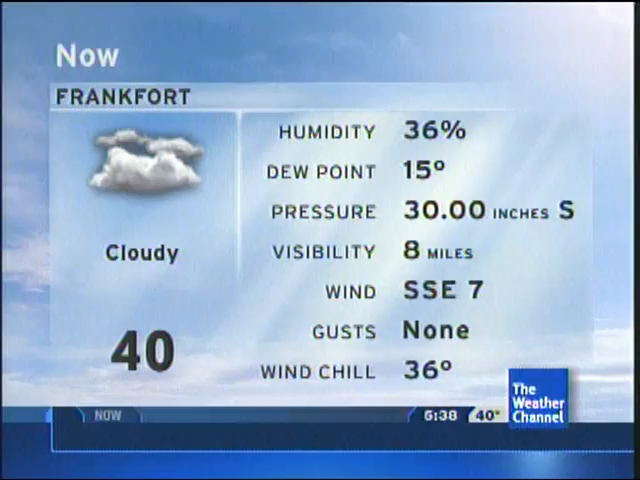 Now
FRANKFORT
Cloudy
40
HUMIDITY 36%
DEW POINT 15°
PRESSURE 30.00 INCHES S
VISIBILITY 8 MILES
WIND SSE 7
GUSTS None
WIND CHILL 36°
The
Weather
Channel
NOW
5:38 40°